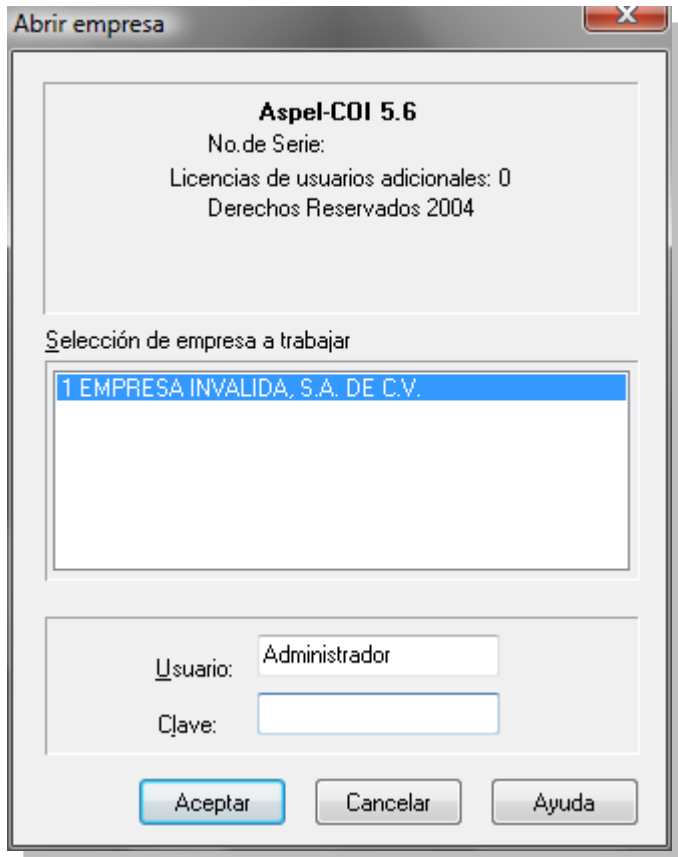 Abrir empresa
Aspel-COI 5.6
No.de Serie:
Licencias de usuarios adicionales: 0
Derechos Reservados 2004
Selección de empresa a trabajar
1 EMPRESA INVALIDA, S.A. DE C.V.
Usuario: Administrador
Clave:
Aceptar Cancelar Ayuda